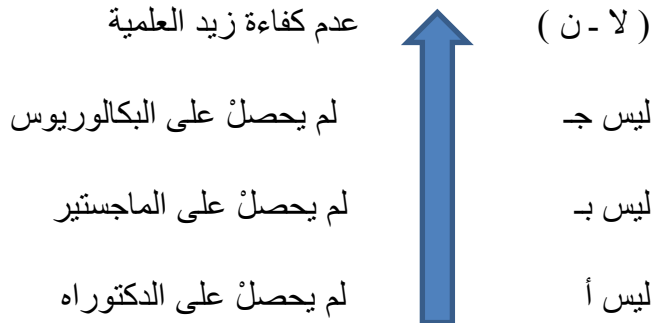 ( لا - ن ) عدم كفاءة زيد العلمية
ليس جـ لم يحصلْ على البكالوريوس
ليس بـ لم يحصلْ على الماجستير
ليس أ لم يحصلْ على الدكتوراه